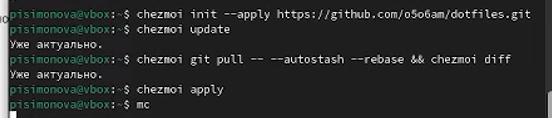 pisimonova@vbox:~$ chezmoi init --apply https://github.com/o5o6am/dotfiles.git
pisimonova@vbox:~$ chezmoi update
Уже актуально.
pisimonova@vbox:~$ chezmoi git pull -- --autostash --rebase && chezmoi diff
Уже актуально.
pisimonova@vbox:~$ chezmoi apply
pisimonova@vbox:~$ mc